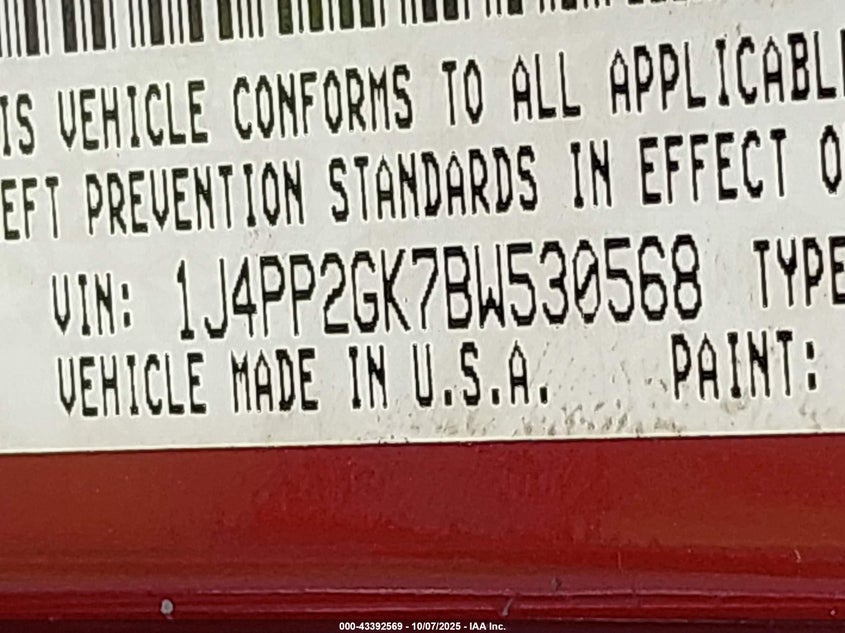 IS VEHICLE CONFORMS TO ALL APPLICABL
EFT PREVENTION STANDARDS IN EFFECT O
VIN: 1J4PP2GK7BW530568 TYPE
VEHICLE MADE IN U.S.A. PAINT:
000-43392569 - 10/07/2025 - IAA Inc.